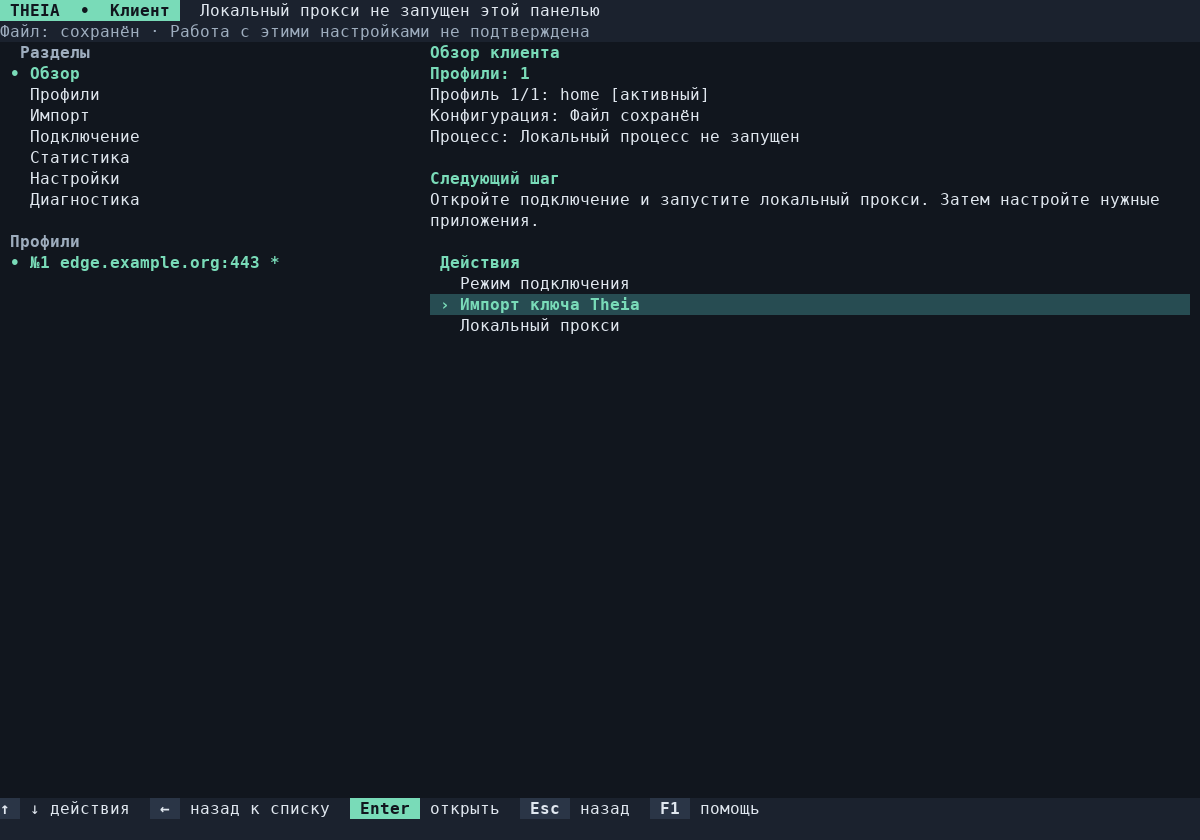 THEIA • Клиент Локальный прокси не запущен этой панелью
Файл: сохранён · Работа с этими настройками не подтверждена
Разделы
• Обзор
Профили
Импорт
Подключение
Статистика
Настройки
Диагностика
Профили
• №1 edge.example.org:443 *
Обзор клиента
Профили: 1
Профиль 1/1: home [активный]
Конфигурация: Файл сохранён
Процесс: Локальный процесс не запущен
Следующий шаг
Откройте подключение и запустите локальный прокси. Затем настройте нужные
приложения.
Действия
Режим подключения
› Импорт ключа Theia
Локальный прокси
↑ ↓ действия ← назад к списку Enter открыть Esc назад F1 помощь